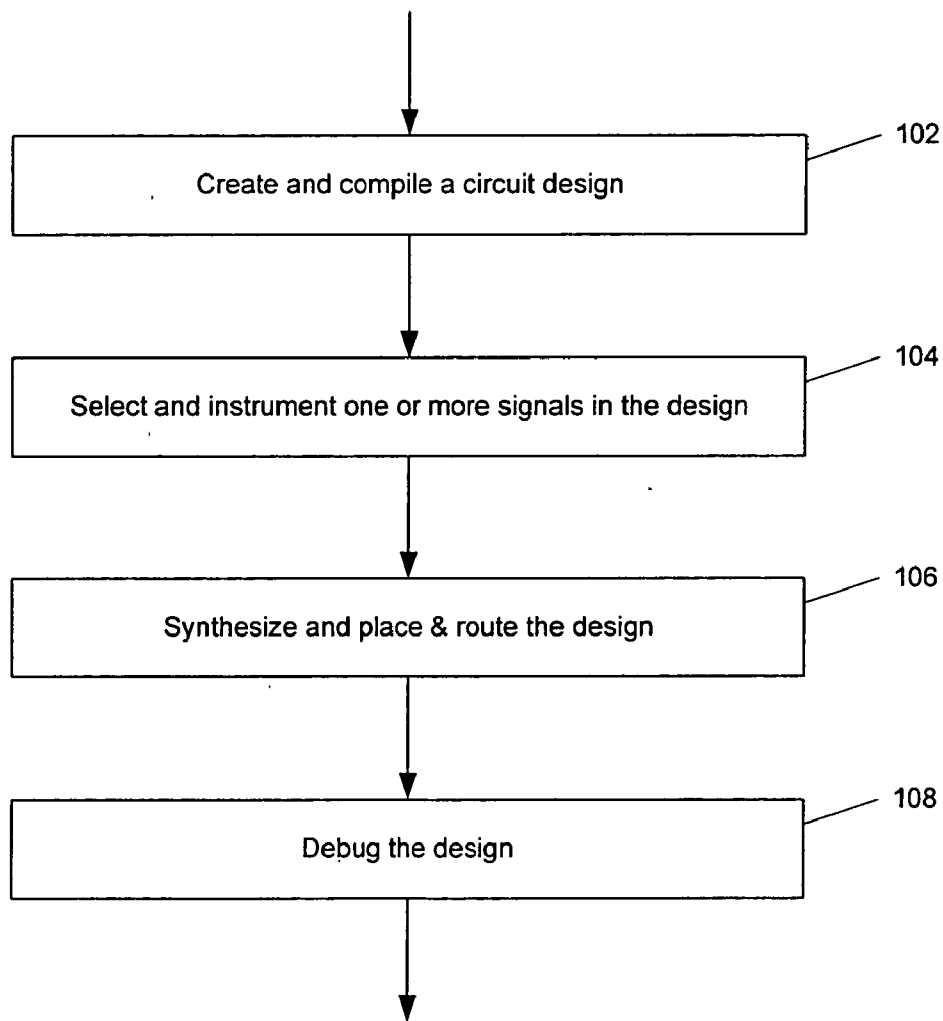 102
Create and compile a circuit design
104
Select and instrument one or more signals in the design
106
Synthesize and place & route the design
108
Debug the design